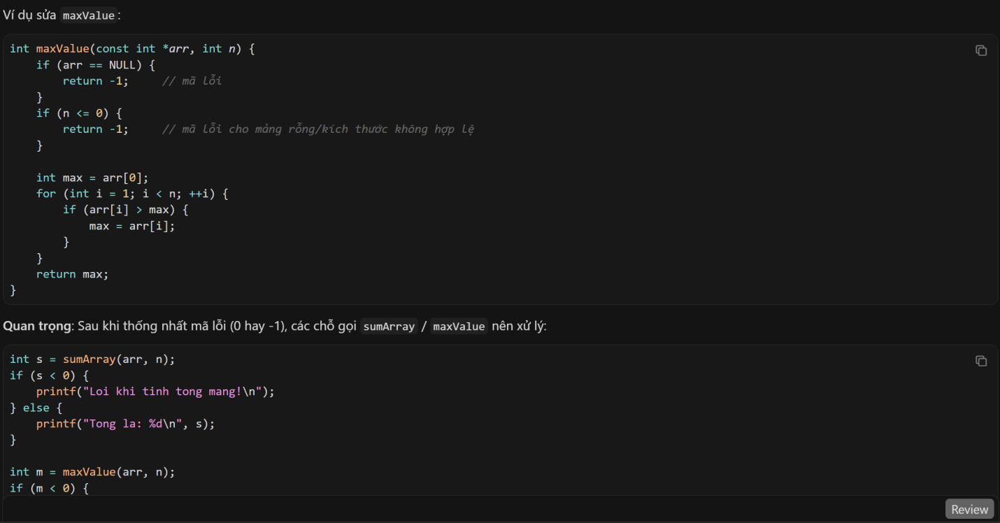 Ví dụ sửa maxValue:
int maxValue(const int *arr, int n) {
    if (arr == NULL) {
        return -1;     // mã lỗi
    }
    if (n <= 0) {
        return -1;     // mã lỗi cho mảng rỗng/kích thước không hợp lệ
    }

    int max = arr[0];
    for (int i = 1; i < n; ++i) {
        if (arr[i] > max) {
            max = arr[i];
        }
    }
    return max;
}
Quan trọng: Sau khi thống nhất mã lỗi (0 hay -1), các chỗ gọi sumArray / maxValue nên xử lý:
int s = sumArray(arr, n);
if (s < 0) {
    printf("Loi khi tinh tong mang!\n");
} else {
    printf("Tong la: %d\n", s);
}

int m = maxValue(arr, n);
if (m < 0) {
Review